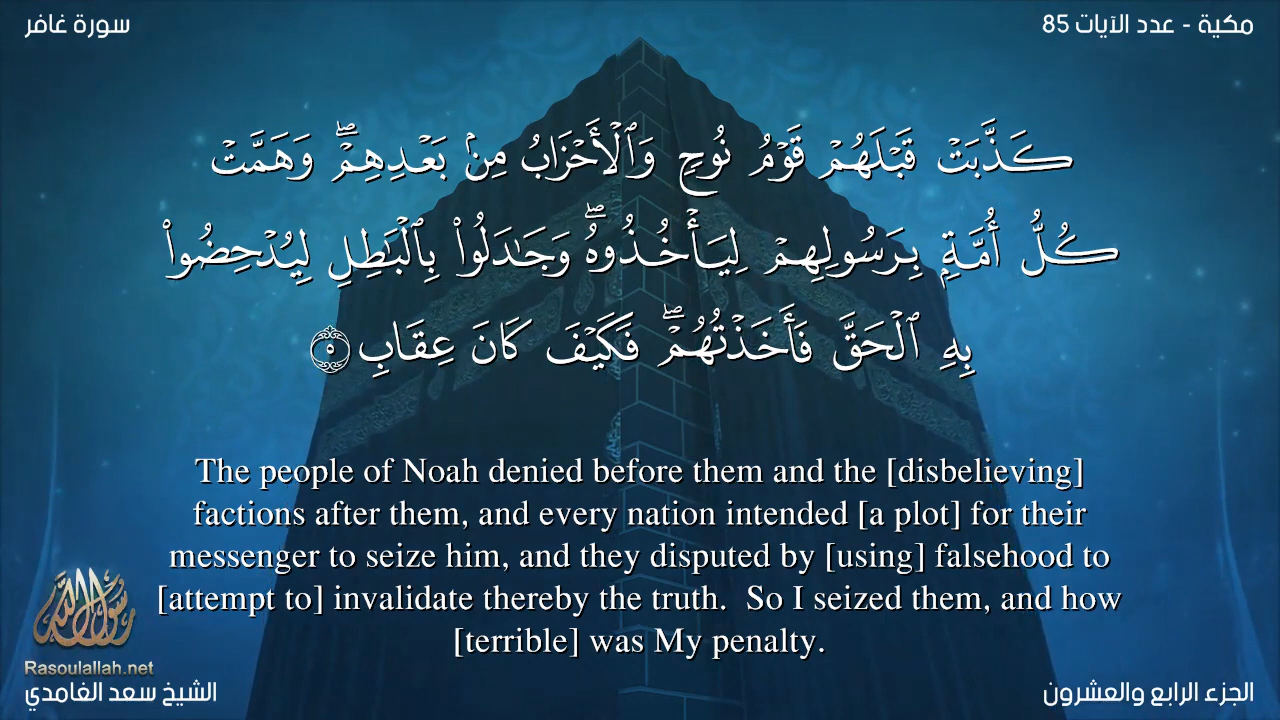 سورة غافر
مكية - عدد الآيات 85
كَذَّبَتْ قَبْلَهُمْ قَوْمُ نُوحٍ وَٱلْأَحْزَابُ مِنۢ بَعْدِهِمْ ۖ وَهَمَّتْ
كُلُّ أُمَّةٍۭ بِرَسُولِهِمْ لِيَأْخُذُوهُ ۖ وَجَـٰدَلُوا۟ بِٱلْبَـٰطِلِ لِيُدْحِضُوا۟
بِهِ ٱلْحَقَّ فَأَخَذْتُهُمْ ۖ فَكَيْفَ كَانَ عِقَابِ ٥
The people of Noah denied before them and the [disbelieving]
factions after them, and every nation intended [a plot] for their
messenger to seize him, and they disputed by [using] falsehood to
[attempt to] invalidate thereby the truth.  So I seized them, and how
[terrible] was My penalty.
رسول الله
Rasoulallah.net
الشيخ سعد الغامدي
الجزء الرابع والعشرون